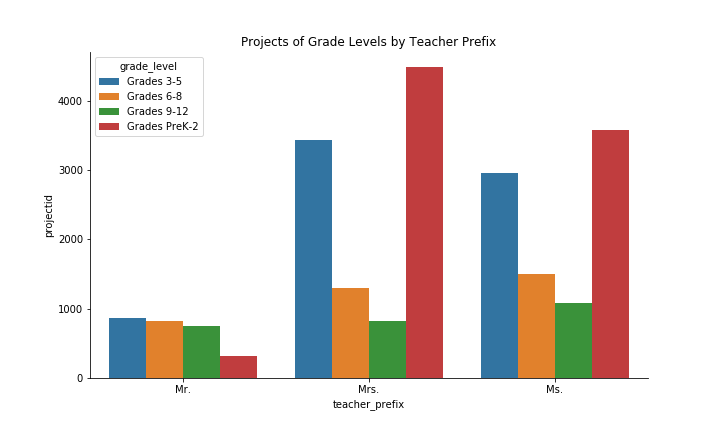 Projects of Grade Levels by Teacher Prefix
grade_level
Grades 3-5
Grades 6-8
Grades 9-12
Grades PreK-2
4000
3000
2000
1000
0
projectid
Mr.
Mrs.
Ms.
teacher_prefix